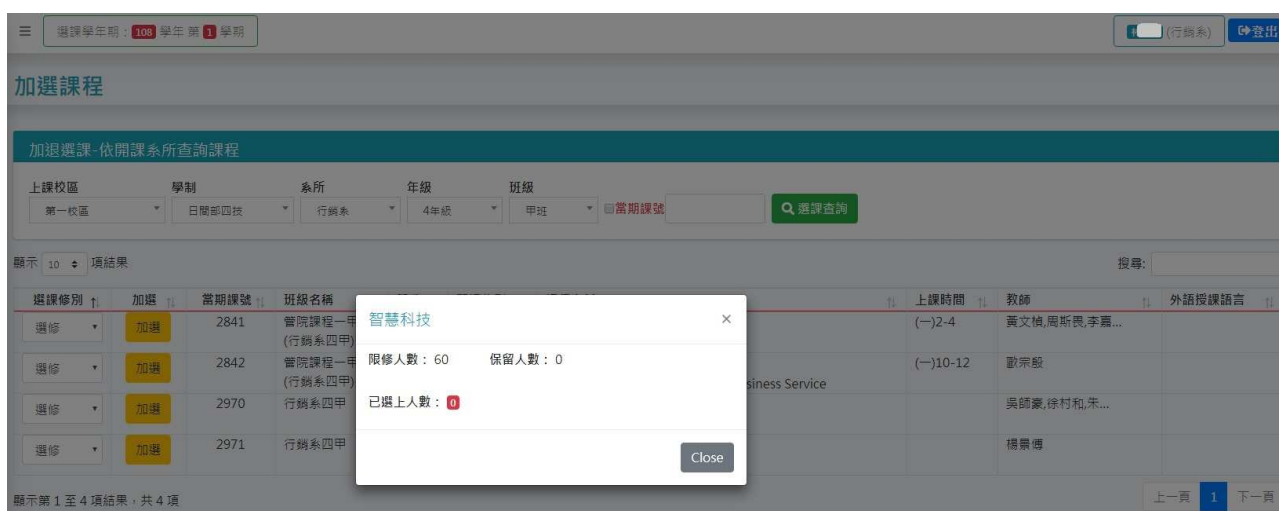 選課學年期：108 學年 第 1 學期
(行銷系) 登出
加選課程
加退選課-依開課系所查詢課程
上課校區 學制 系所 年級 班級
第一校區 日間部四技 行銷系 4年級 甲班 當期課號 選課查詢
顯示 10 項結果 搜尋:
選課修別 加選 當期課號 班級名稱 上課時間 教師 外語授課語言
選修 加選 2841 管院課程一甲 (一)2-4 黃文楨,周斯畏,李嘉...
(行銷系四甲)
選修 加選 2842 管院課程一甲 (一)10-12 歐宗殷
(行銷系四甲) siness Service
選修 加選 2970 行銷系四甲 吳師豪,徐村和,朱...
選修 加選 2971 行銷系四甲 楊景傅
智慧科技 ×
限修人數： 60 保留人數： 0
已選上人數： 0
Close
顯示第 1 至 4 項結果，共 4 項 上一頁 1 下一頁